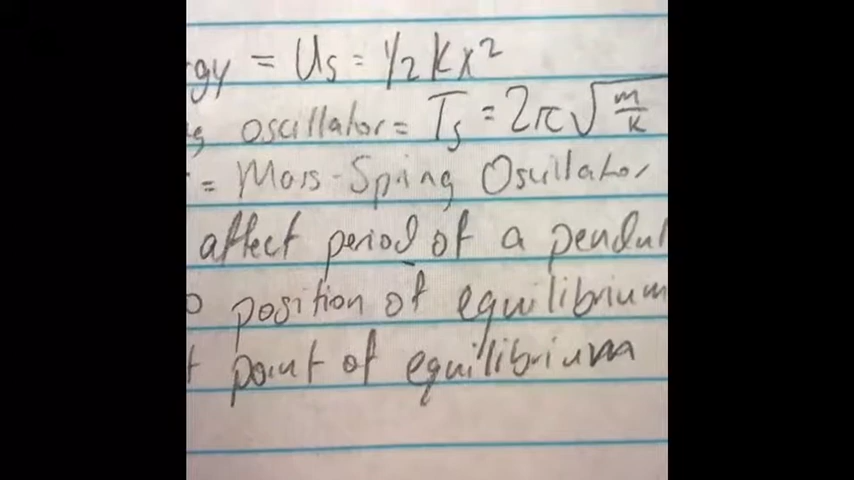 gy = Us = 1/2 Kx²
g oscillator = Ts = 2π√m/k
= Mass-Spring Oscillator
affect period of a pendul
position of equilibrium
point of equilibrium